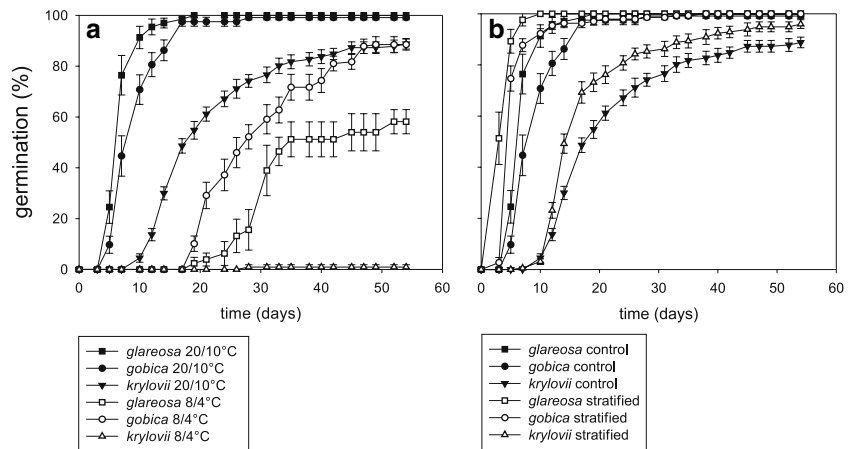 a
b
germination (%)
100
80
60
40
20
0
0 10 20 30 40 50 60
0 10 20 30 40 50 60
time (days)
time (days)
glareosa 20/10°C
gobica 20/10°C
krylovii 20/10°C
glareosa 8/4°C
gobica 8/4°C
krylovii 8/4°C
glareosa control
gobica control
krylovii control
glareosa stratified
gobica stratified
krylovii stratified